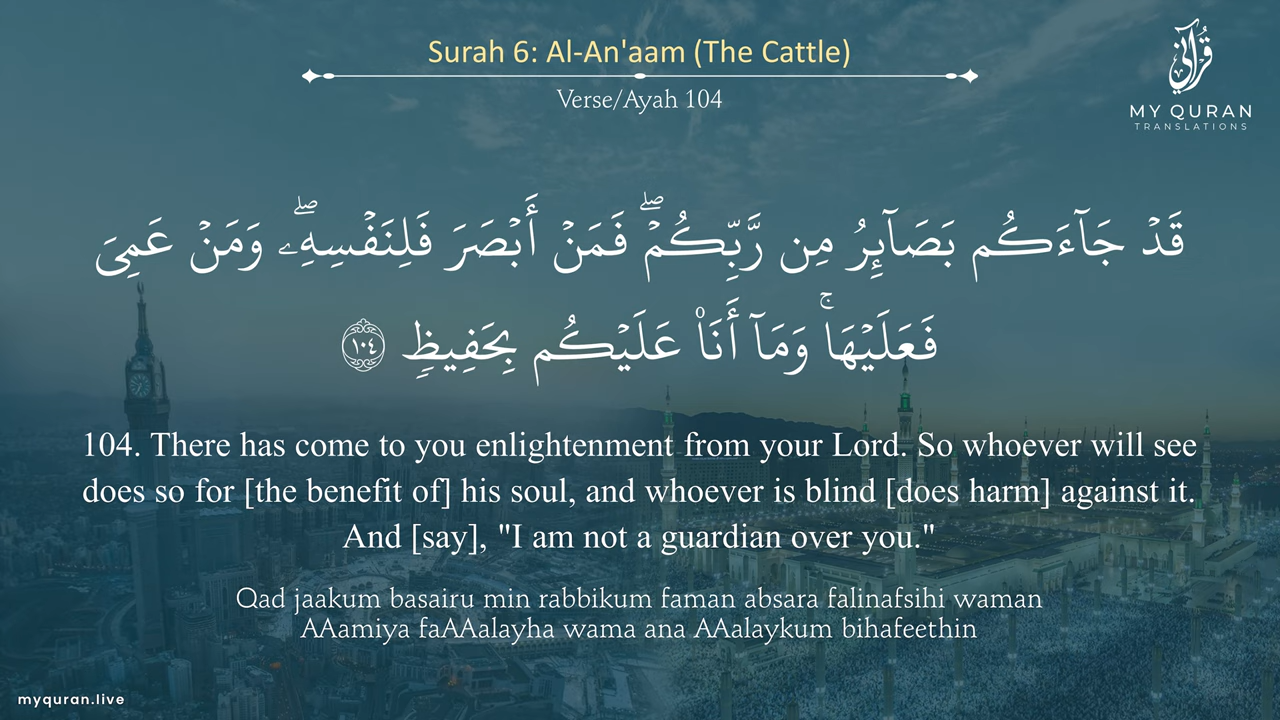 Surah 6: Al-An'aam (The Cattle)
Verse/Ayah 104
قرآني
MY QURAN
TRANSLATIONS
قَدْ جَآءَكُم بَصَآئِرُ مِن رَّبِّكُمْ ۖ فَمَنْ أَبْصَرَ فَلِنَفْسِهِۦ ۖ وَمَنْ عَمِىَ
فَعَلَيْهَا ۚ وَمَآ أَنَا۠ عَلَيْكُم بِحَفِيظٍ ١٠٤
104. There has come to you enlightenment from your Lord. So whoever will see
does so for [the benefit of] his soul, and whoever is blind [does harm] against it.
And [say], "I am not a guardian over you."
Qad jaakum basairu min rabbikum faman absara falinafsihi waman
AAamiya faAAalayha wama ana AAalaykum bihafeethin
myquran.live